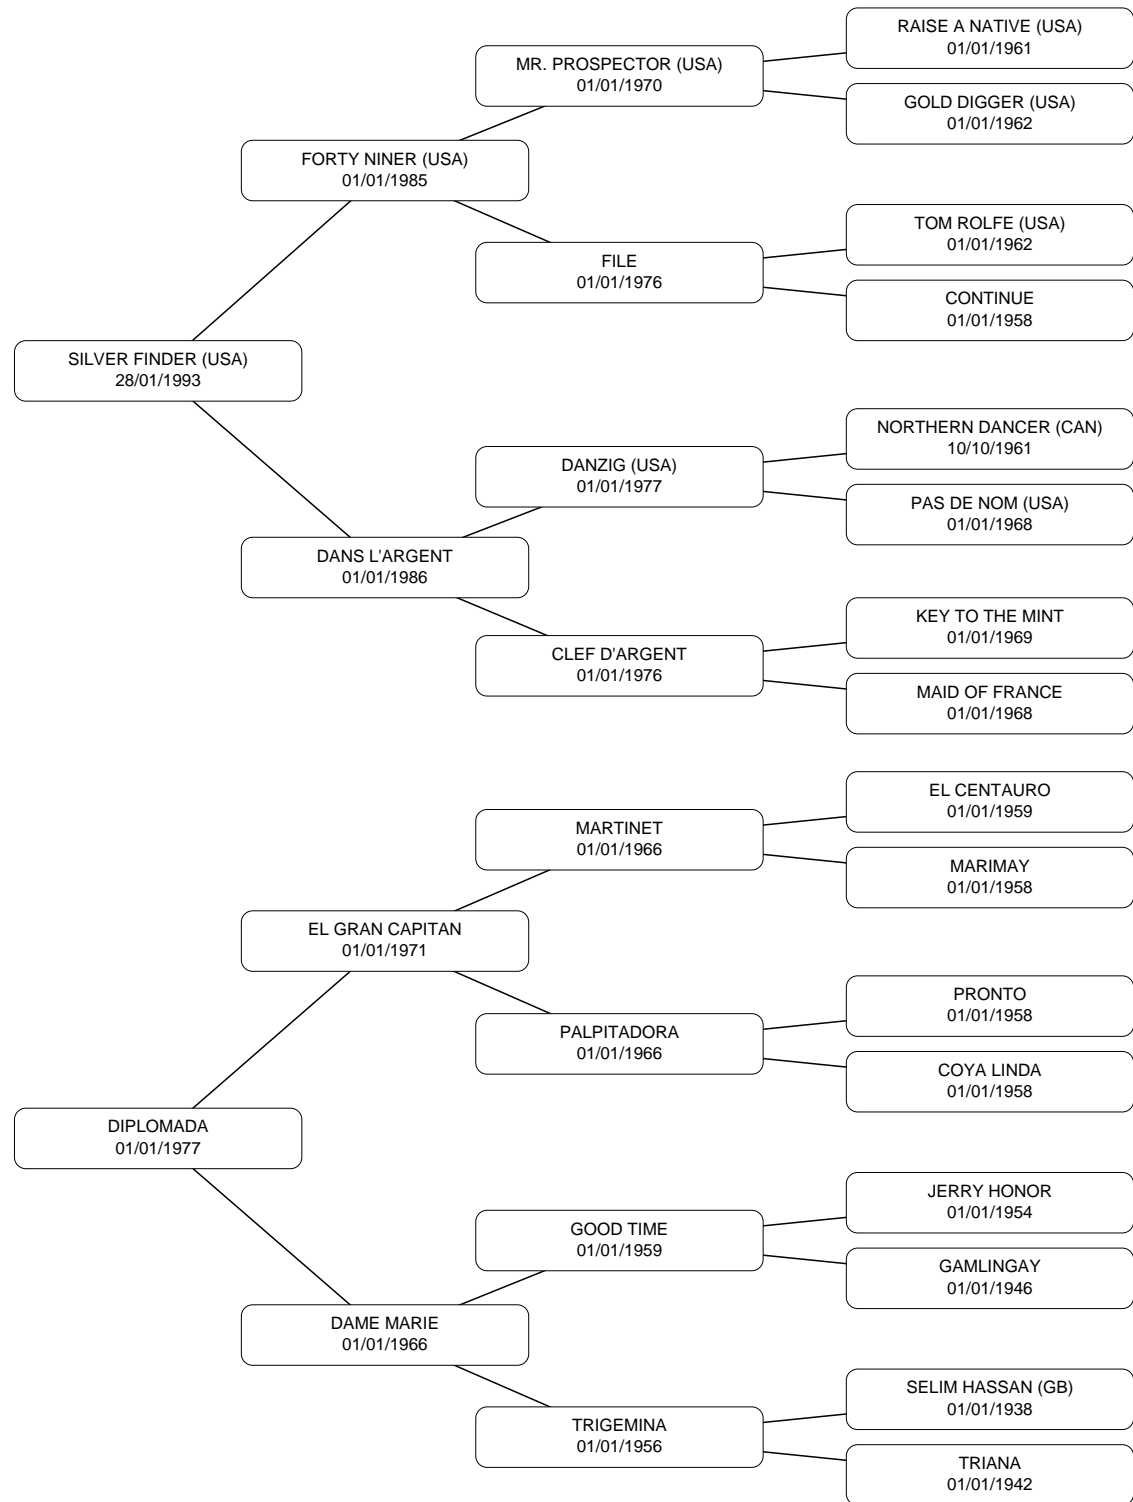 RAISE A NATIVE (USA)
01/01/1961
MR. PROSPECTOR (USA)
01/01/1970
GOLD DIGGER (USA)
01/01/1962
FORTY NINER (USA)
01/01/1985
TOM ROLFE (USA)
01/01/1962
FILE
01/01/1976
CONTINUE
01/01/1958
SILVER FINDER (USA)
28/01/1993
NORTHERN DANCER (CAN)
10/10/1961
DANZIG (USA)
01/01/1977
PAS DE NOM (USA)
01/01/1968
DANS L'ARGENT
01/01/1986
KEY TO THE MINT
01/01/1969
CLEF D'ARGENT
01/01/1976
MAID OF FRANCE
01/01/1968
EL CENTAURO
01/01/1959
MARTINET
01/01/1966
MARIMAY
01/01/1958
EL GRAN CAPITAN
01/01/1971
PRONTO
01/01/1958
PALPITADORA
01/01/1966
COYA LINDA
01/01/1958
DIPLOMADA
01/01/1977
JERRY HONOR
01/01/1954
GOOD TIME
01/01/1959
GAMLINGAY
01/01/1946
DAME MARIE
01/01/1966
SELIM HASSAN (GB)
01/01/1938
TRIGEMINA
01/01/1956
TRIANA
01/01/1942